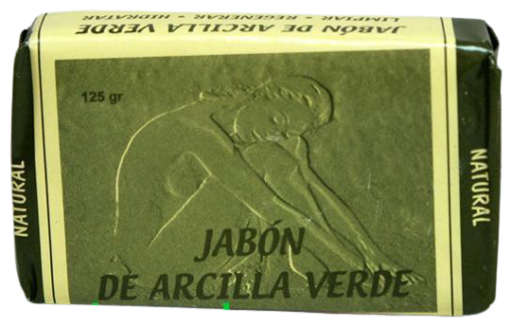 LIMPIAR • REGENERAR • HIDRATAR
JABÓN DE ARCILLA VERDE
125 gr
NATURAL
NATURAL
JABÓN
DE ARCILLA VERDE